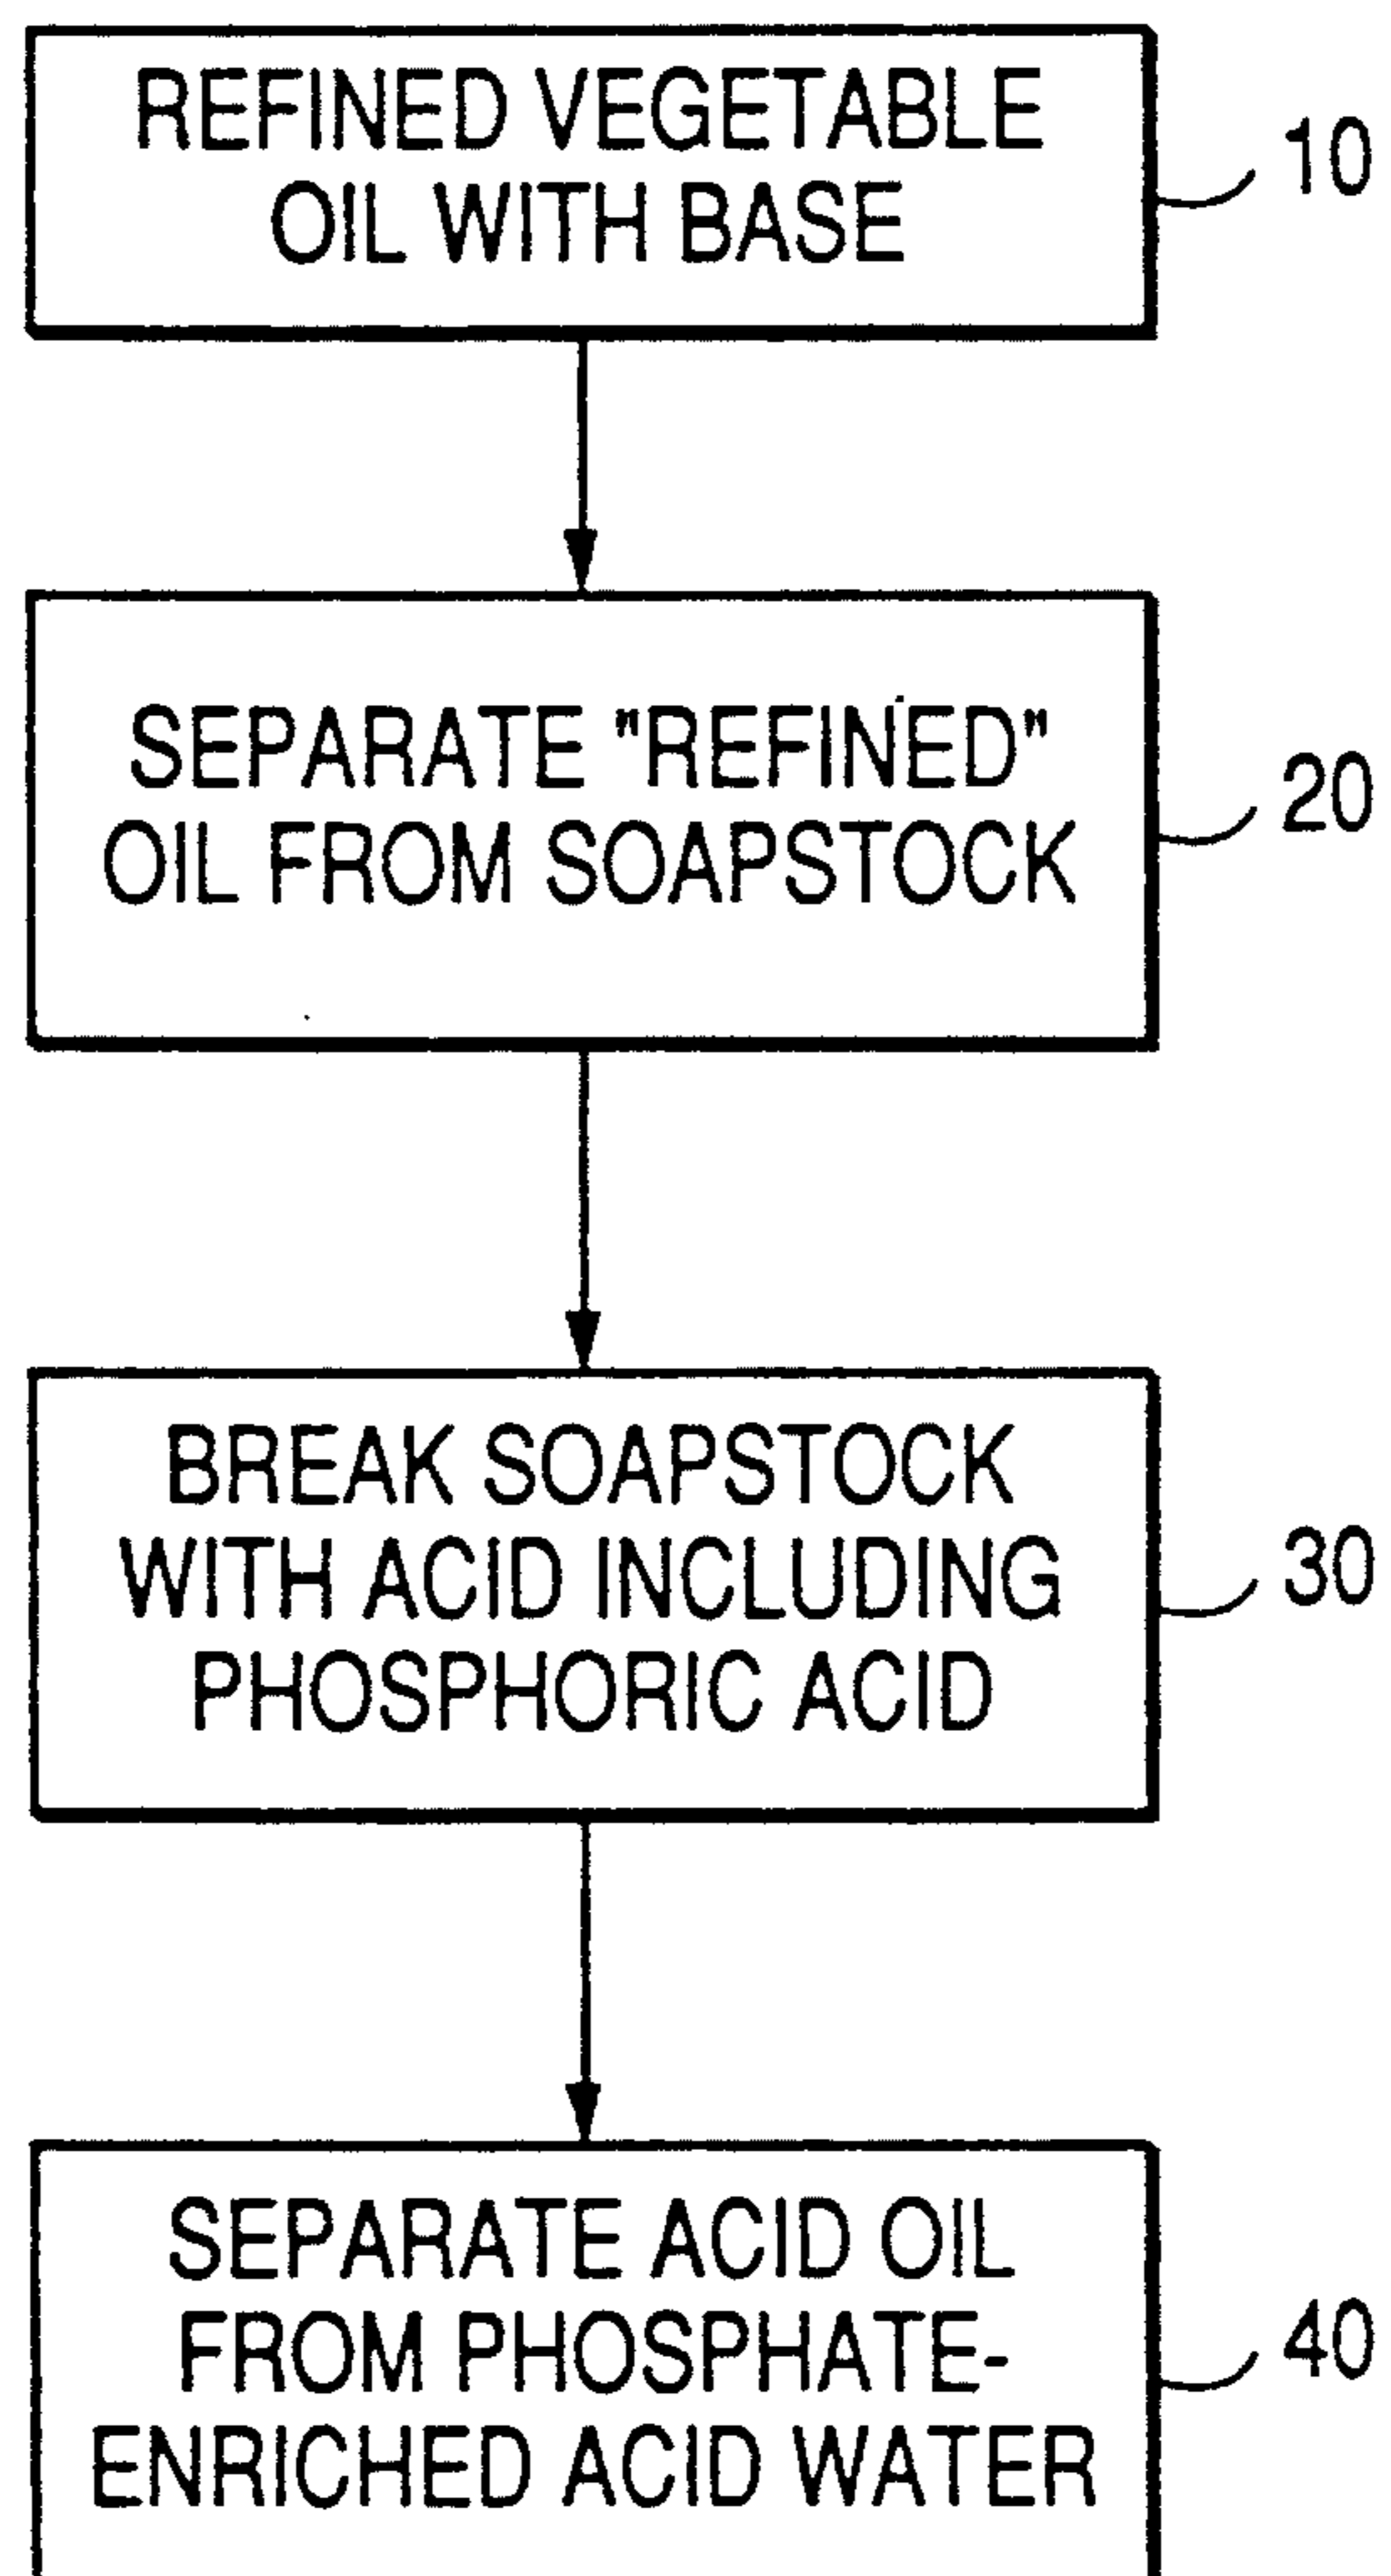 REFINED VEGETABLE
OIL WITH BASE
10
SEPARATE "REFINED"
OIL FROM SOAPSTOCK
20
BREAK SOAPSTOCK
WITH ACID INCLUDING
PHOSPHORIC ACID
30
SEPARATE ACID OIL
FROM PHOSPHATE-
ENRICHED ACID WATER
40